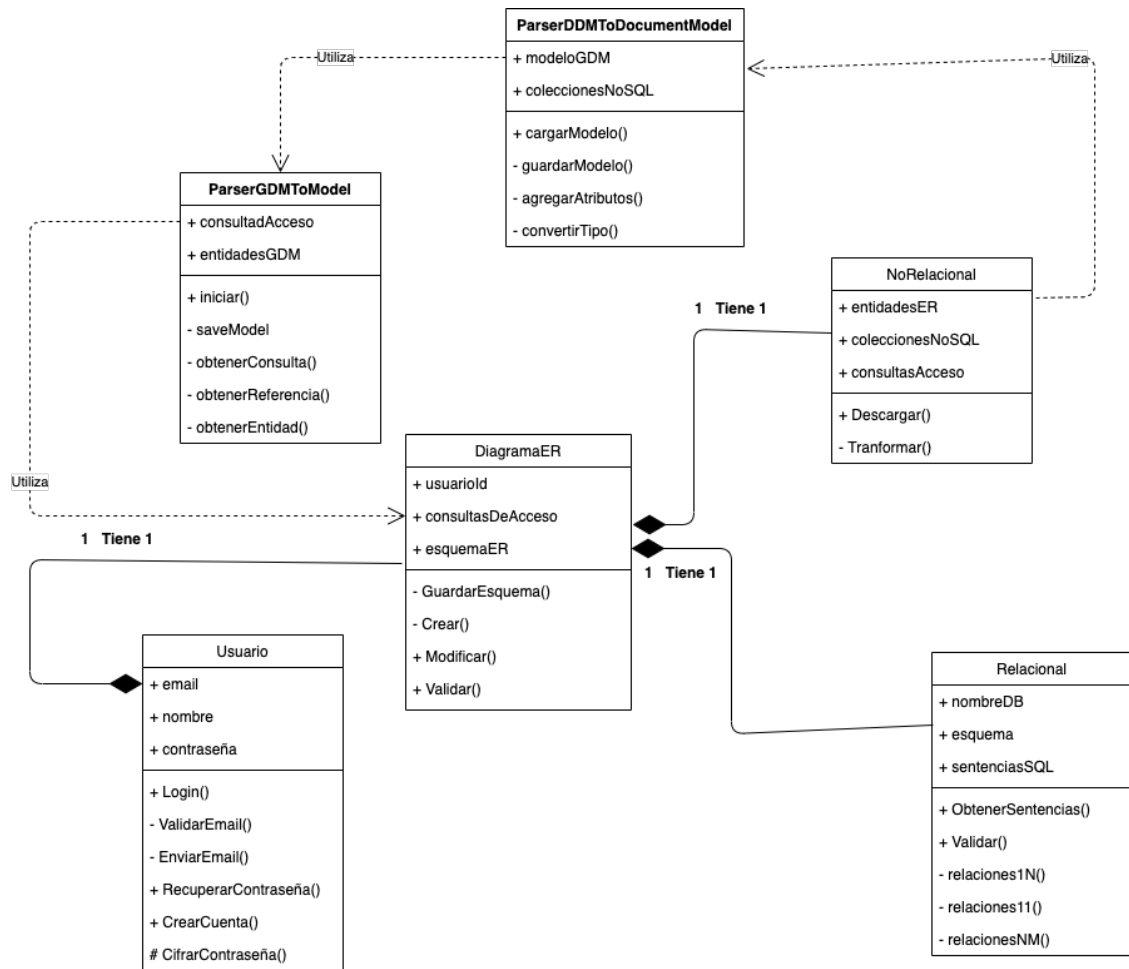 ParserDDMToDocumentModel
+ modeloGDM
+ coleccionesNoSQL
+ cargarModelo()
- guardarModelo()
- agregarAtributos()
- convertirTipo()
Utiliza
Utiliza
ParserGDMToModel
+ consultadAcceso
+ entidadesGDM
+ iniciar()
- saveModel
- obtenerConsulta()
- obtenerReferencia()
- obtenerEntidad()
NoRelacional
+ entidadesER
+ coleccionesNoSQL
+ consultasAcceso
+ Descargar()
- Tranformar()
1 Tiene 1
Utiliza
DiagramaER
+ usuarioId
+ consultasDeAcceso
+ esquemaER
- GuardarEsquema()
- Crear()
+ Modificar()
+ Validar()
1 Tiene 1
1 Tiene 1
Usuario
+ email
+ nombre
+ contraseña
+ Login()
- ValidarEmail()
- EnviarEmail()
+ RecuperarContraseña()
+ CrearCuenta()
# CifrarContraseña()
Relacional
+ nombreDB
+ esquema
+ sentenciasSQL
+ ObtenerSentencias()
+ Validar()
- relaciones1N()
- relaciones11()
- relacionesNM()